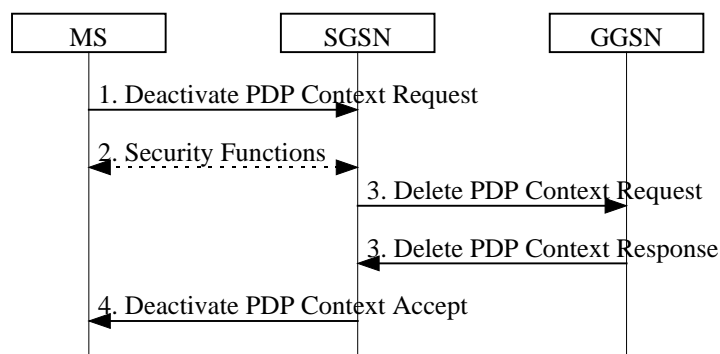 MS SGSN GGSN
1. Deactivate PDP Context Request
2. Security Functions
3. Delete PDP Context Request
3. Delete PDP Context Response
4. Deactivate PDP Context Accept